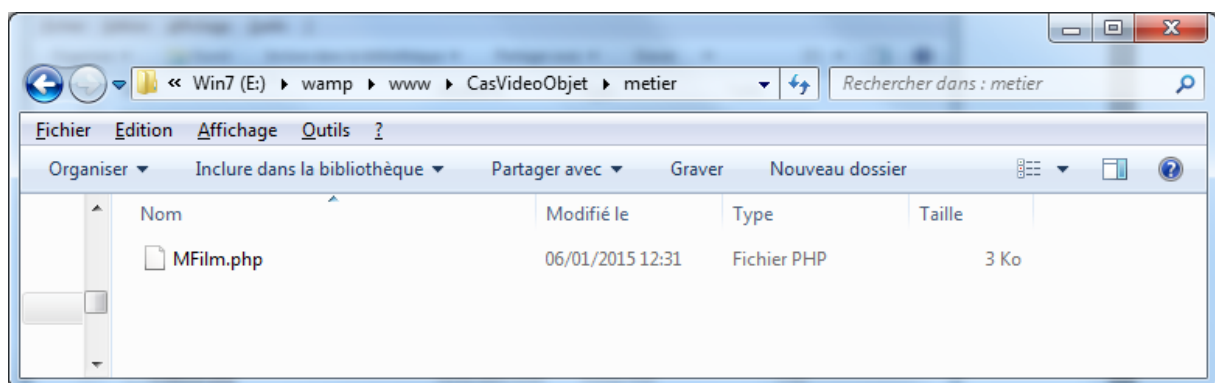 « Win7 (E:) ▸ wamp ▸ www ▸ CasVideoObjet ▸ metier Rechercher dans : metier
Fichier Edition Affichage Outils ?
Organiser ▾ Inclure dans la bibliothèque ▾ Partager avec ▾ Graver Nouveau dossier
Nom Modifié le Type Taille
MFilm.php 06/01/2015 12:31 Fichier PHP 3 Ko